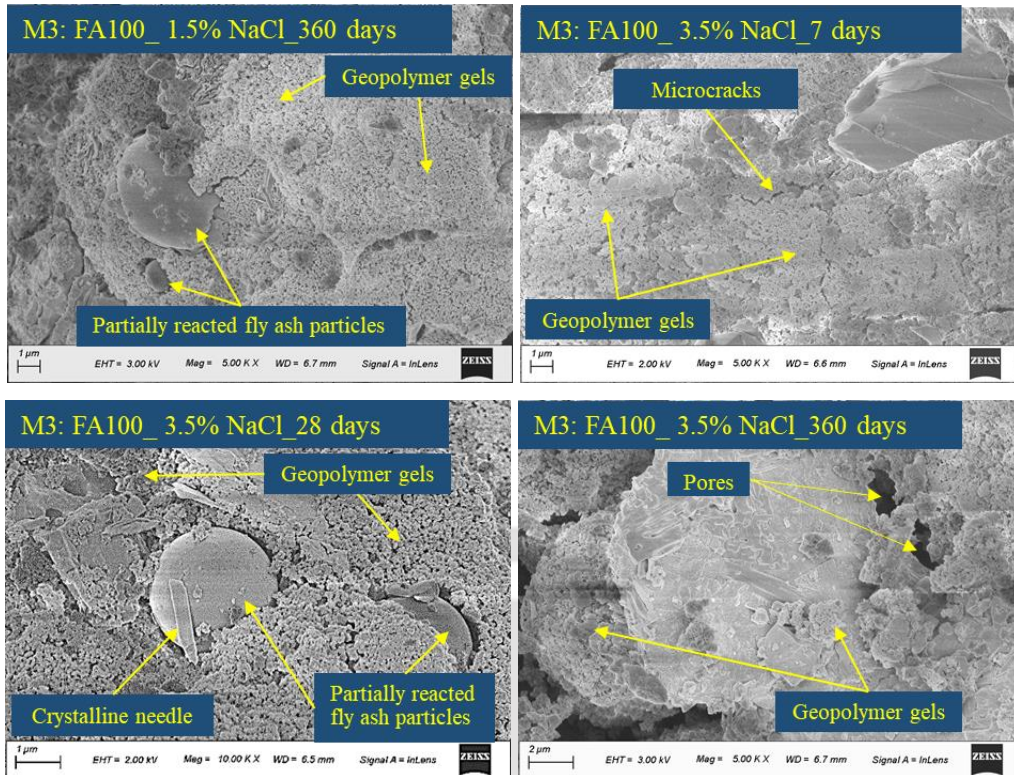 M3: FA100_ 1.5% NaCl_360 days
Geopolymer gels
Partially reacted fly ash particles
1 µm
EHT = 3.00 kV Mag = 5.00 K X WD = 6.7 mm Signal A = InLens ZEISS
M3: FA100_ 3.5% NaCl_7 days
Microcracks
Geopolymer gels
1 µm
EHT = 2.00 kV Mag = 5.00 K X WD = 6.6 mm Signal A = InLens ZEISS
M3: FA100_ 3.5% NaCl_28 days
Geopolymer gels
Crystalline needle
Partially reacted
fly ash particles
1 µm
EHT = 2.00 kV Mag = 10.00 K X WD = 6.5 mm Signal A = InLens ZEISS
M3: FA100_ 3.5% NaCl_360 days
Pores
Geopolymer gels
2 µm
EHT = 3.00 kV Mag = 5.00 K X WD = 6.7 mm Signal A = InLens ZEISS